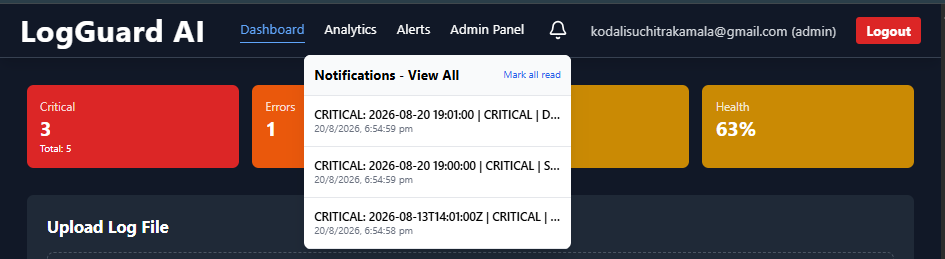 LogGuard AI
Dashboard
Analytics
Alerts
Admin Panel
kodalisuchitrakamala@gmail.com (admin)
Logout
Critical
3
Total: 5
Errors
1
Health
63%
Notifications - View All
Mark all read
CRITICAL: 2026-08-20 19:01:00 | CRITICAL | D...
20/8/2026, 6:54:59 pm
CRITICAL: 2026-08-20 19:00:00 | CRITICAL | S...
20/8/2026, 6:54:59 pm
CRITICAL: 2026-08-13T14:01:00Z | CRITICAL | ...
20/8/2026, 6:54:58 pm
Upload Log File